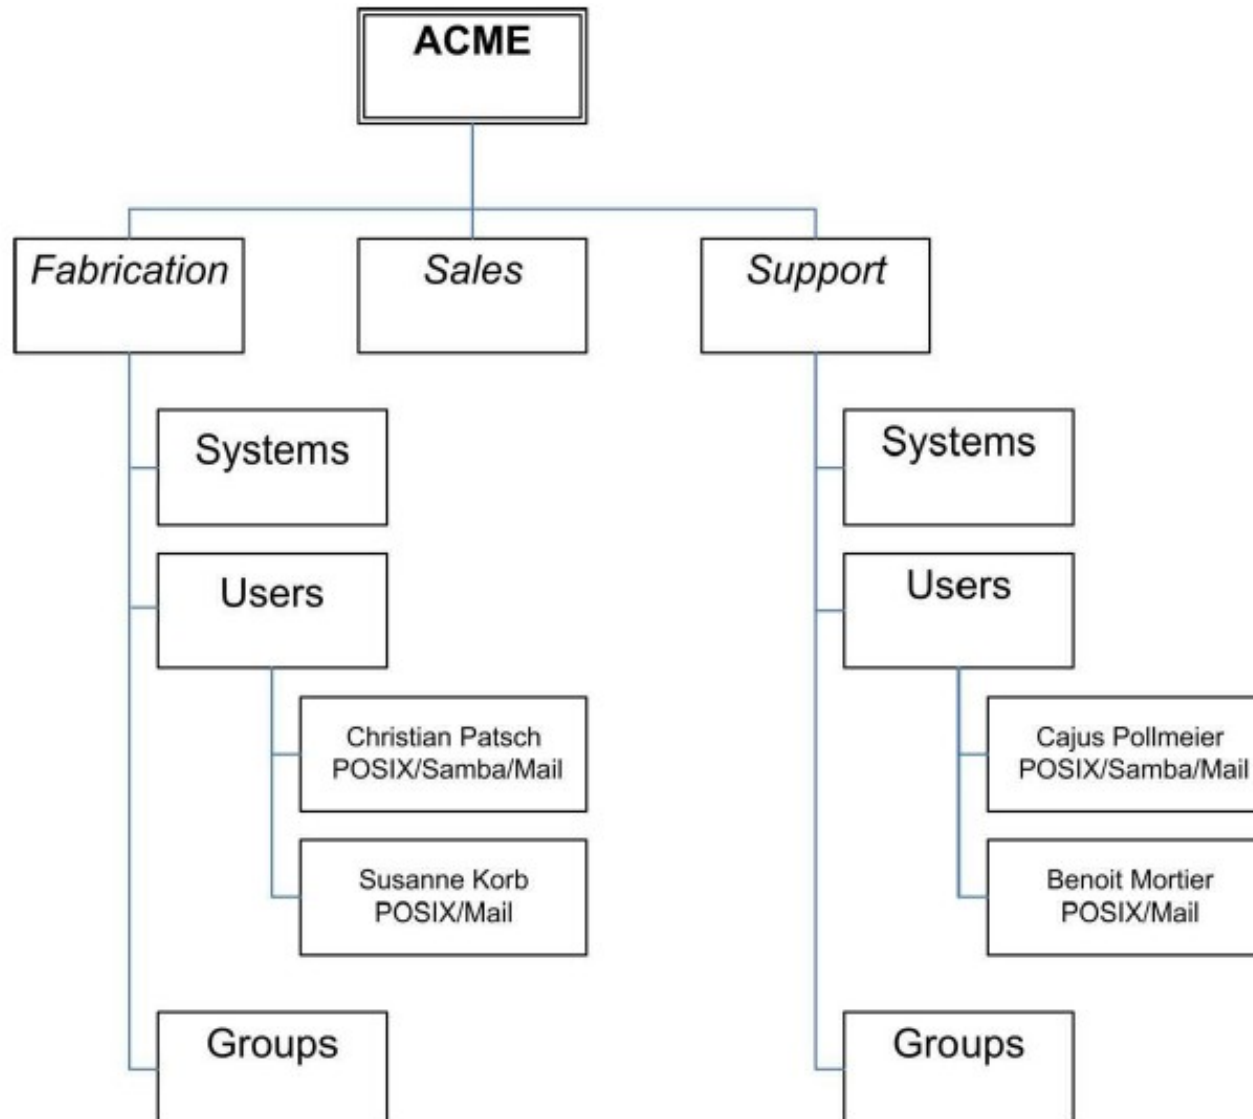 ACME
Fabrication
Sales
Support
Systems
Users
Christian Patsch
POSIX/Samba/Mail
Susanne Korb
POSIX/Mail
Groups
Systems
Users
Cajus Pollmeier
POSIX/Samba/Mail
Benoit Mortier
POSIX/Mail
Groups